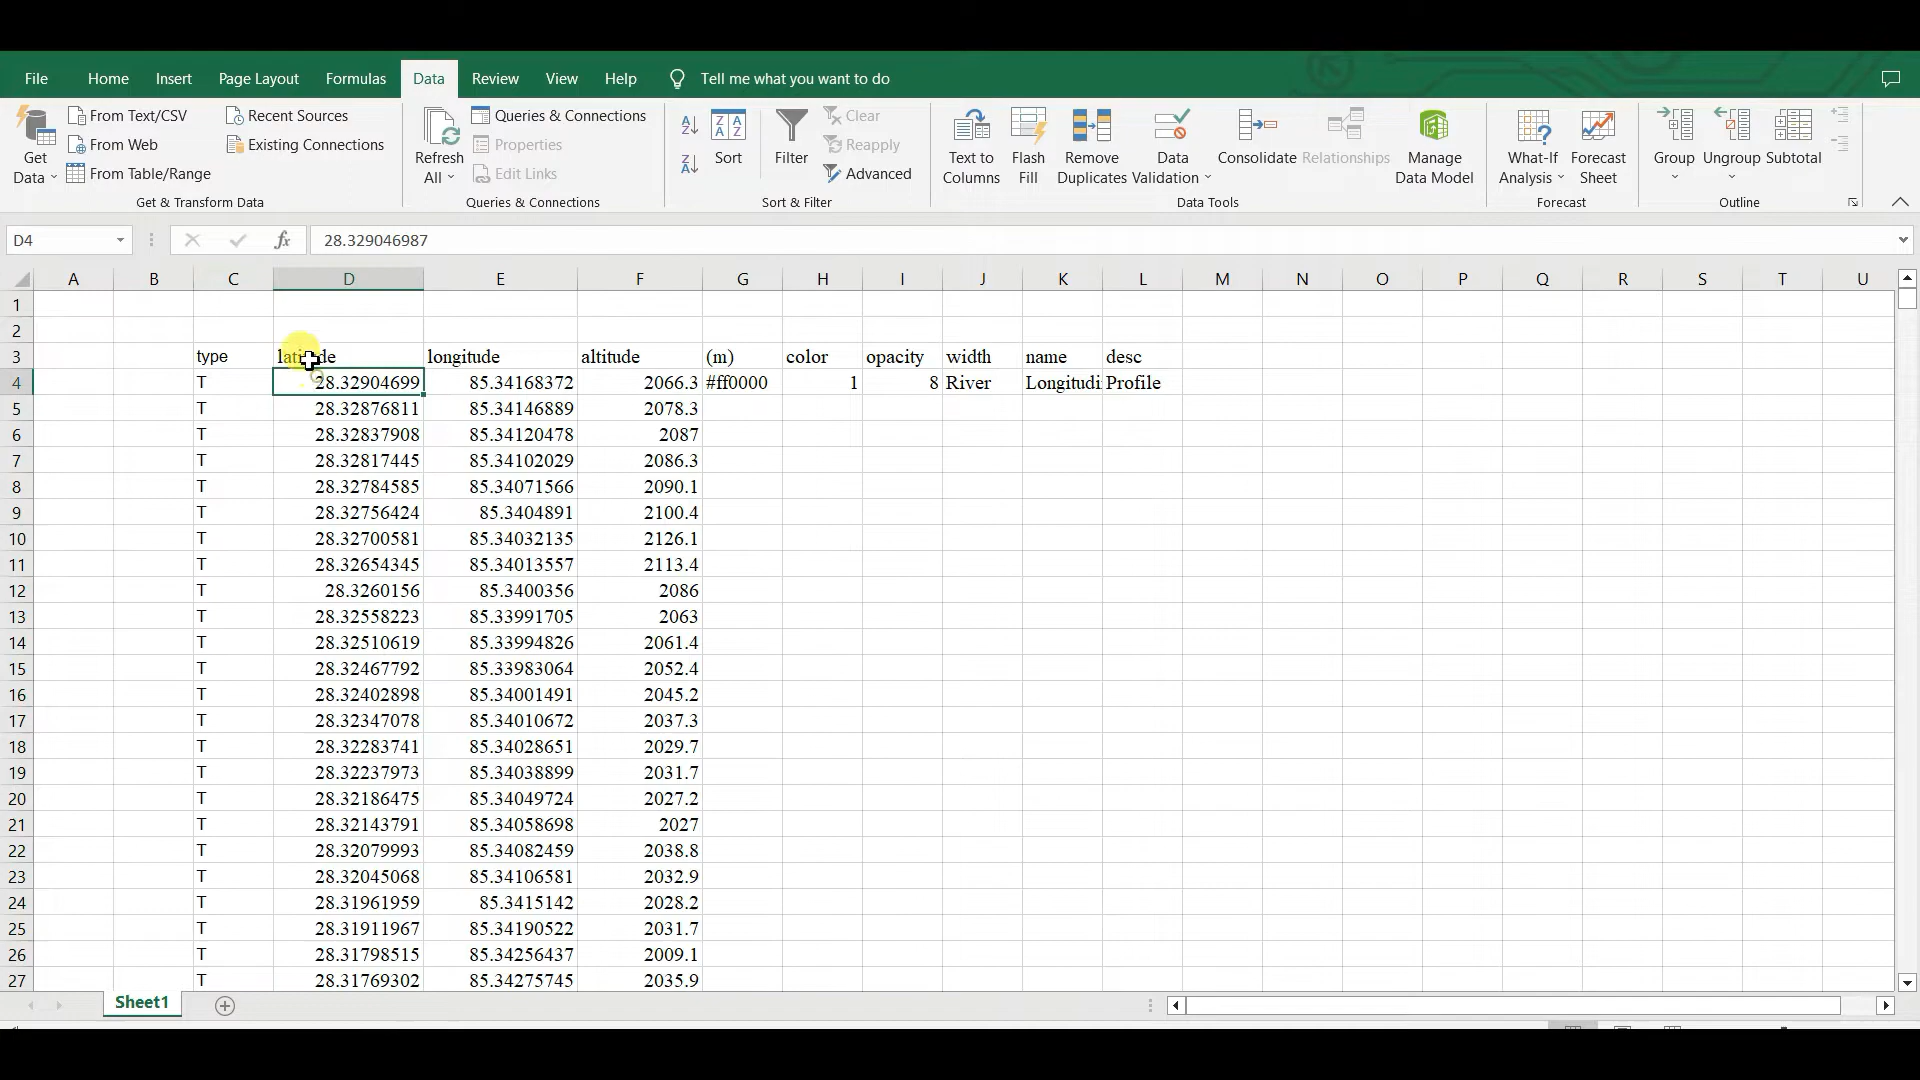 File Home Insert Page Layout Formulas Data Review View Help Tell me what you want to do
Get Data
From Text/CSV
From Web
From Table/Range
Recent Sources
Existing Connections
Get & Transform Data
Refresh All
Queries & Connections
Properties
Edit Links
Queries & Connections
Sort
Filter
Clear
Reapply
Advanced
Sort & Filter
Text to Columns
Flash Fill
Remove Duplicates
Data Validation
Consolidate
Relationships
Manage Data Model
Data Tools
What-If Analysis
Forecast Sheet
Forecast
Group
Ungroup
Subtotal
Outline
D4 fx 28.329046987
A B C D E F G H I J K L M N O P Q R S T U
1
2
3 type latitude longitude altitude (m) color opacity width name desc
4 T 28.32904699 85.34168372 2066.3 #ff0000 1 8 River Longitudi Profile
5 T 28.32876811 85.34146889 2078.3
6 T 28.32837908 85.34120478 2087
7 T 28.32817445 85.34102029 2086.3
8 T 28.32784585 85.34071566 2090.1
9 T 28.32756424 85.3404891 2100.4
10 T 28.32700581 85.34032135 2126.1
11 T 28.32654345 85.34013557 2113.4
12 T 28.3260156 85.3400356 2086
13 T 28.32558223 85.33991705 2063
14 T 28.32510619 85.33994826 2061.4
15 T 28.32467792 85.33983064 2052.4
16 T 28.32402898 85.34001491 2045.2
17 T 28.32347078 85.34010672 2037.3
18 T 28.32283741 85.34028651 2029.7
19 T 28.32237973 85.34038899 2031.7
20 T 28.32186475 85.34049724 2027.2
21 T 28.32143791 85.34058698 2027
22 T 28.32079993 85.34082459 2038.8
23 T 28.32045068 85.34106581 2032.9
24 T 28.31961959 85.3415142 2028.2
25 T 28.31911967 85.34190522 2031.7
26 T 28.31798515 85.34256437 2009.1
27 T 28.31769302 85.34275745 2035.9
Sheet1